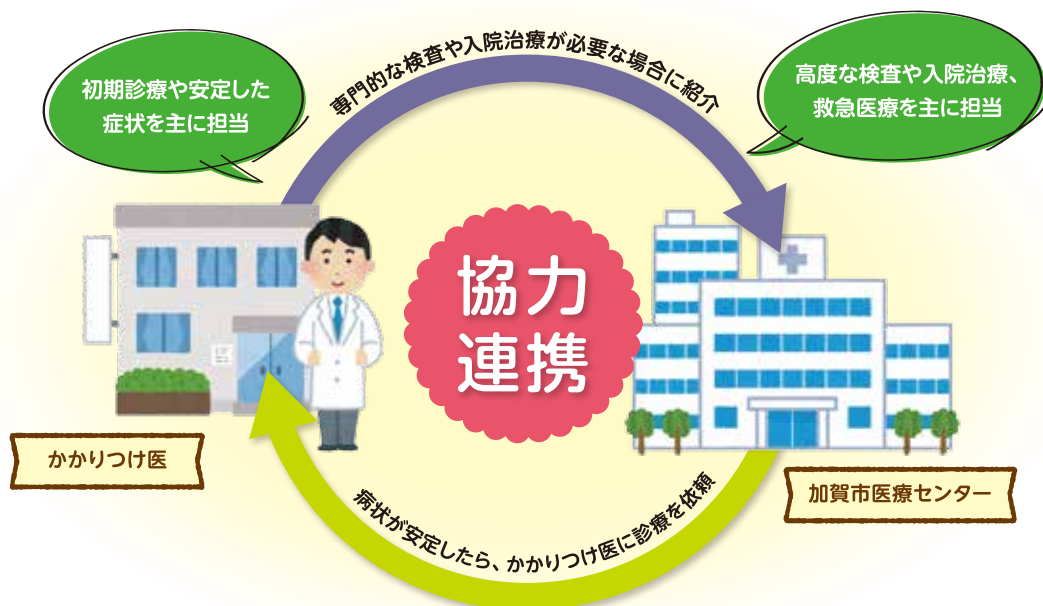 専門的な検査や入院治療が必要な場合に紹介
初期診療や安定した
症状を主に担当
高度な検査や入院治療、
救急医療を主に担当
協力
連携
かかりつけ医
加賀市医療センター
病状が安定したら、かかりつけ医に診療を依頼